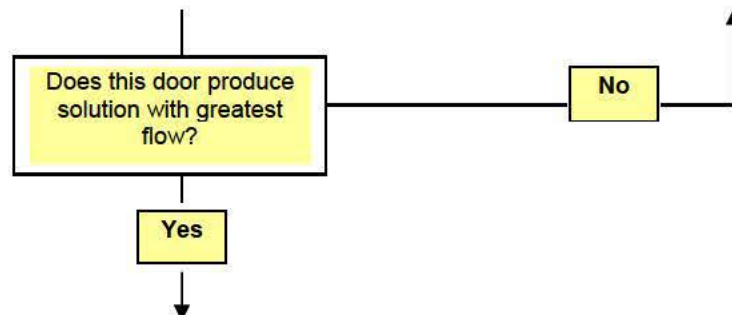 Does this door produce
solution with greatest
flow?
No
Yes